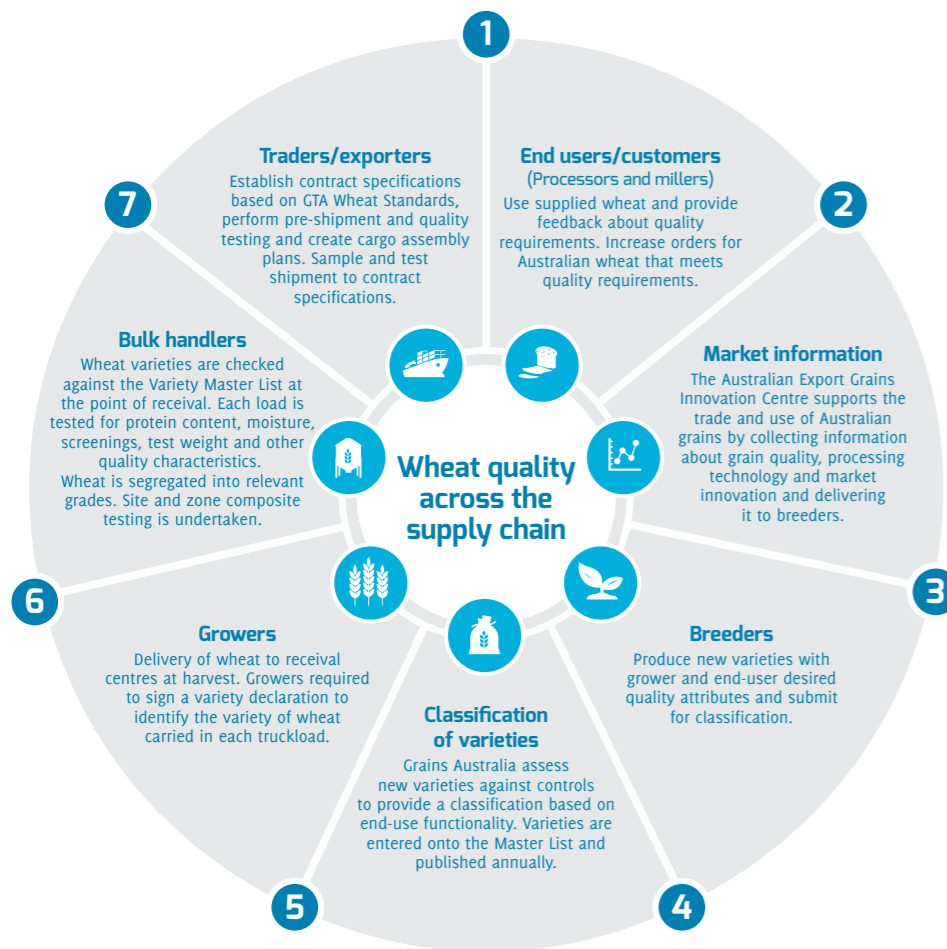 1
End users/customers
(Processors and millers)
Use supplied wheat and provide
feedback about quality
requirements. Increase orders for
Australian wheat that meets
quality requirements.
2
Market information
The Australian Export Grains
Innovation Centre supports the
trade and use of Australian
grains by collecting information
about grain quality, processing
technology and market
innovation and delivering
it to breeders.
3
Breeders
Produce new varieties with
grower and end-user desired
quality attributes and submit
for classification.
4
Classification
of varieties
Grains Australia assess
new varieties against controls
to provide a classification based on
end-use functionality. Varieties are
entered onto the Master List and
published annually.
5
Growers
Delivery of wheat to receival
centres at harvest. Growers required
to sign a variety declaration to
identify the variety of wheat
carried in each truckload.
6
Bulk handlers
Wheat varieties are checked
against the Variety Master List at
the point of receival. Each load is
tested for protein content, moisture,
screenings, test weight and other
quality characteristics.
Wheat is segregated into relevant
grades. Site and zone composite
testing is undertaken.
7
Traders/exporters
Establish contract specifications
based on GTA Wheat Standards,
perform pre-shipment and quality
testing and create cargo assembly
plans. Sample and test
shipment to contract
specifications.
Wheat quality
across the
supply chain